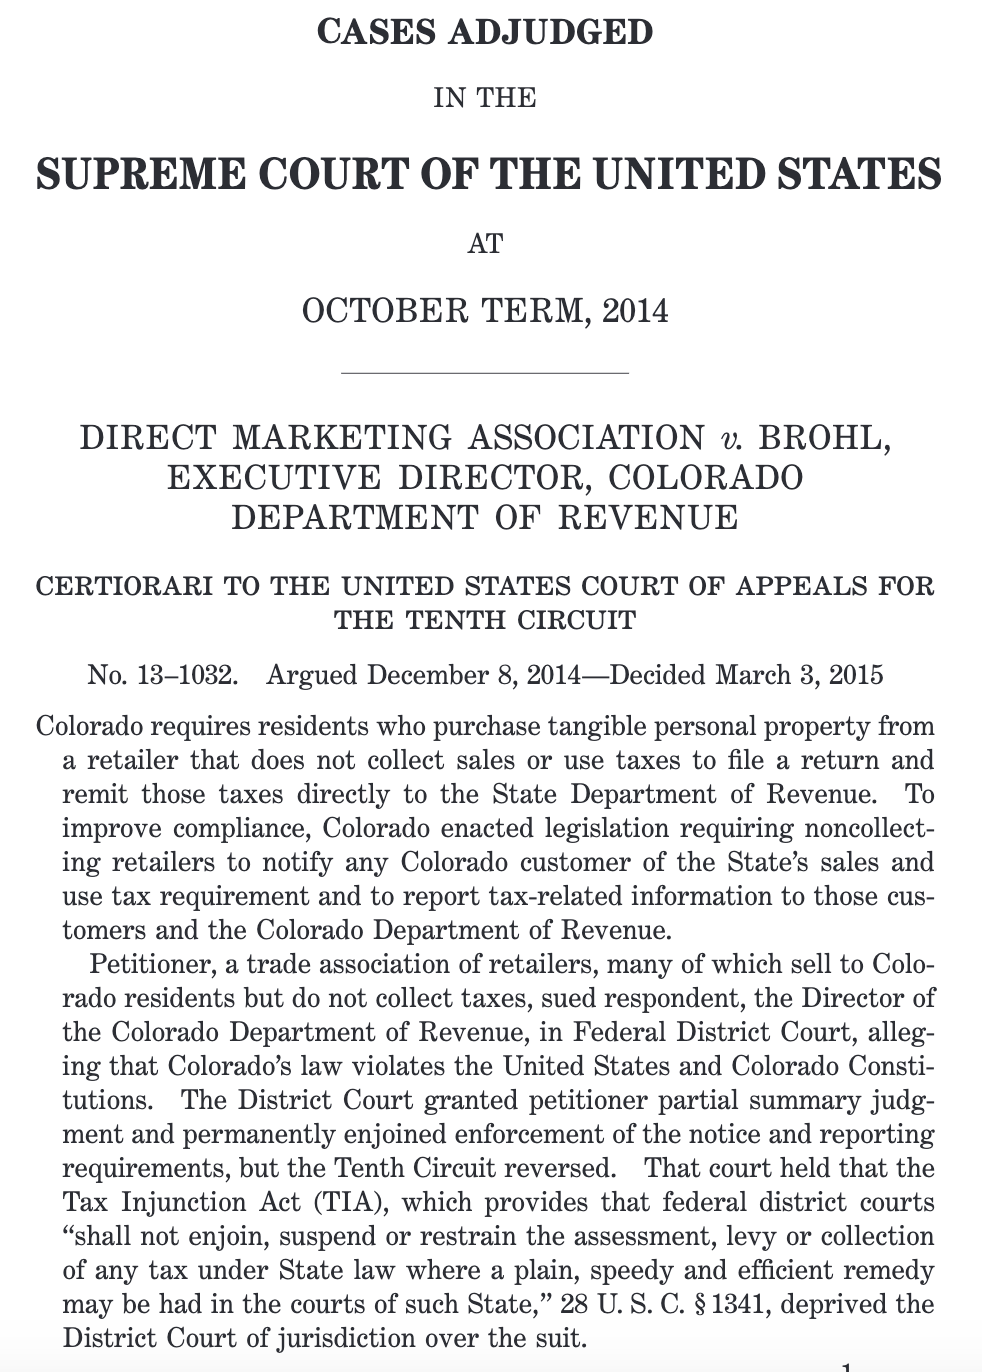 CASES ADJUDGED
IN THE
SUPREME COURT OF THE UNITED STATES
AT
OCTOBER TERM, 2014
DIRECT MARKETING ASSOCIATION v. BROHL,
EXECUTIVE DIRECTOR, COLORADO
DEPARTMENT OF REVENUE
CERTIORARI TO THE UNITED STATES COURT OF APPEALS FOR
THE TENTH CIRCUIT
No. 13–1032. Argued December 8, 2014—Decided March 3, 2015
Colorado requires residents who purchase tangible personal property from
a retailer that does not collect sales or use taxes to file a return and
remit those taxes directly to the State Department of Revenue. To
improve compliance, Colorado enacted legislation requiring noncollect-
ing retailers to notify any Colorado customer of the State’s sales and
use tax requirement and to report tax-related information to those cus-
tomers and the Colorado Department of Revenue.
Petitioner, a trade association of retailers, many of which sell to Colo-
rado residents but do not collect taxes, sued respondent, the Director of
the Colorado Department of Revenue, in Federal District Court, alleg-
ing that Colorado’s law violates the United States and Colorado Consti-
tutions. The District Court granted petitioner partial summary judg-
ment and permanently enjoined enforcement of the notice and reporting
requirements, but the Tenth Circuit reversed. That court held that the
Tax Injunction Act (TIA), which provides that federal district courts
“shall not enjoin, suspend or restrain the assessment, levy or collection
of any tax under State law where a plain, speedy and efficient remedy
may be had in the courts of such State,” 28 U. S. C. § 1341, deprived the
District Court of jurisdiction over the suit.
1